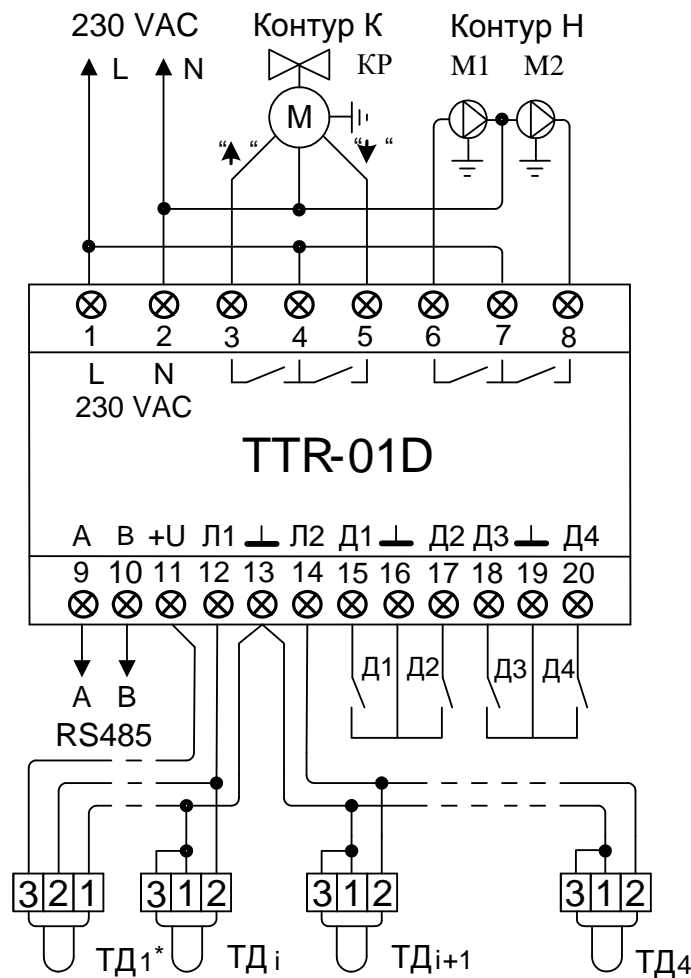 230 VAC Контур К Контур Н
L N КР М1 М2
М
“ “ “ “
1 2 3 4 5 6 7 8
L N
230 VAC
TTR-01D
A B +U Л1 Л2 Д1 Д2 Д3 Д4
9 10 11 12 13 14 15 16 17 18 19 20
Д1 Д2 Д3 Д4
A B
RS485
3 2 1 3 1 2 3 1 2 3 1 2
ТД1* ТД i ТДi+1 ТД4